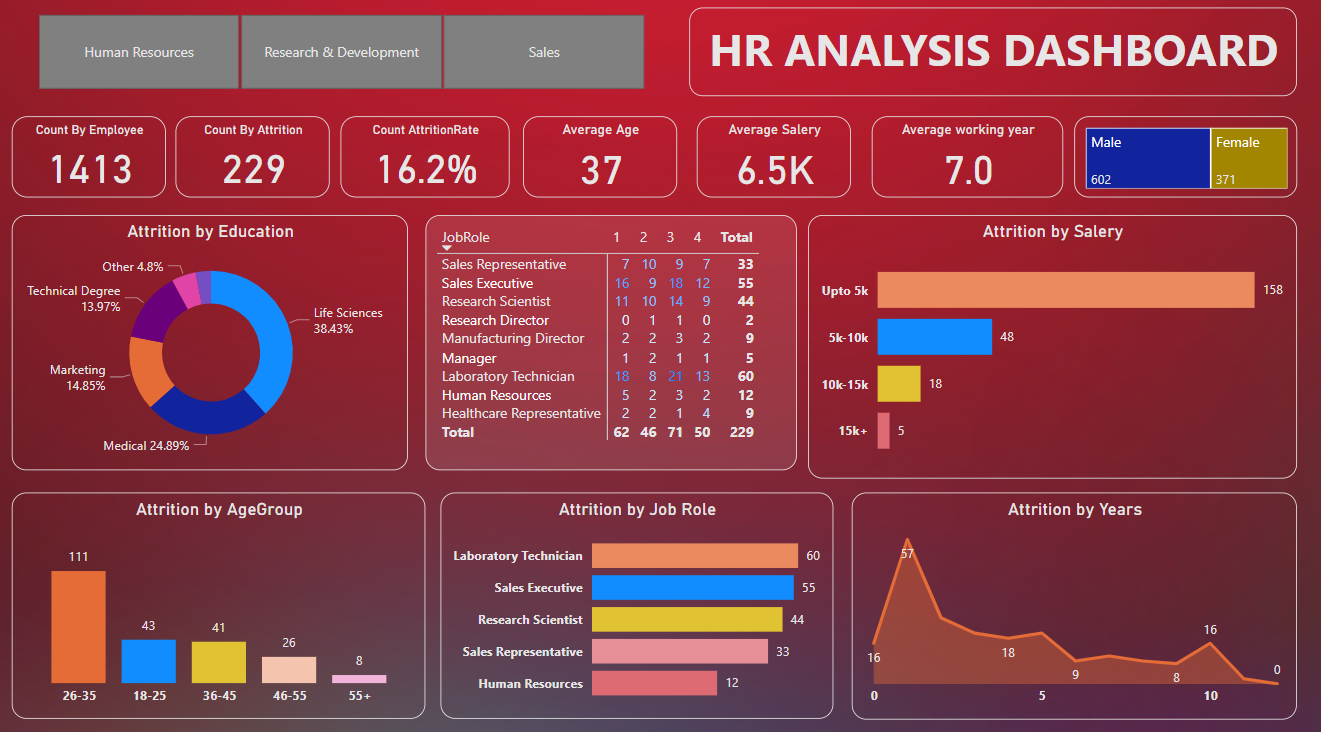 Human Resources
Research & Development
Sales
HR ANALYSIS DASHBOARD
Count By Employee
1413
Count By Attrition
229
Count AttritionRate
16.2%
Average Age
37
Average Salery
6.5K
Average working year
7.0
Male
602
Female
371
Attrition by Education
Other 4.8%
Technical Degree
13.97%
Life Sciences
38.43%
Marketing
14.85%
Medical 24.89%
JobRole 1 2 3 4 Total
Sales Representative 7 10 9 7 33
Sales Executive 16 9 18 12 55
Research Scientist 11 10 14 9 44
Research Director 0 1 1 0 2
Manufacturing Director 2 2 3 2 9
Manager 1 2 1 1 5
Laboratory Technician 18 8 21 13 60
Human Resources 5 2 3 2 12
Healthcare Representative 2 2 1 4 9
Total 62 46 71 50 229
Attrition by Salery
Upto 5k 158
5k-10k 48
10k-15k 18
15k+ 5
Attrition by AgeGroup
111
43
41
26
8
26-35 18-25 36-45 46-55 55+
Attrition by Job Role
Laboratory Technician 60
Sales Executive 55
Research Scientist 44
Sales Representative 33
Human Resources 12
Attrition by Years
57
16
18
9
8
16
0
0 5 10